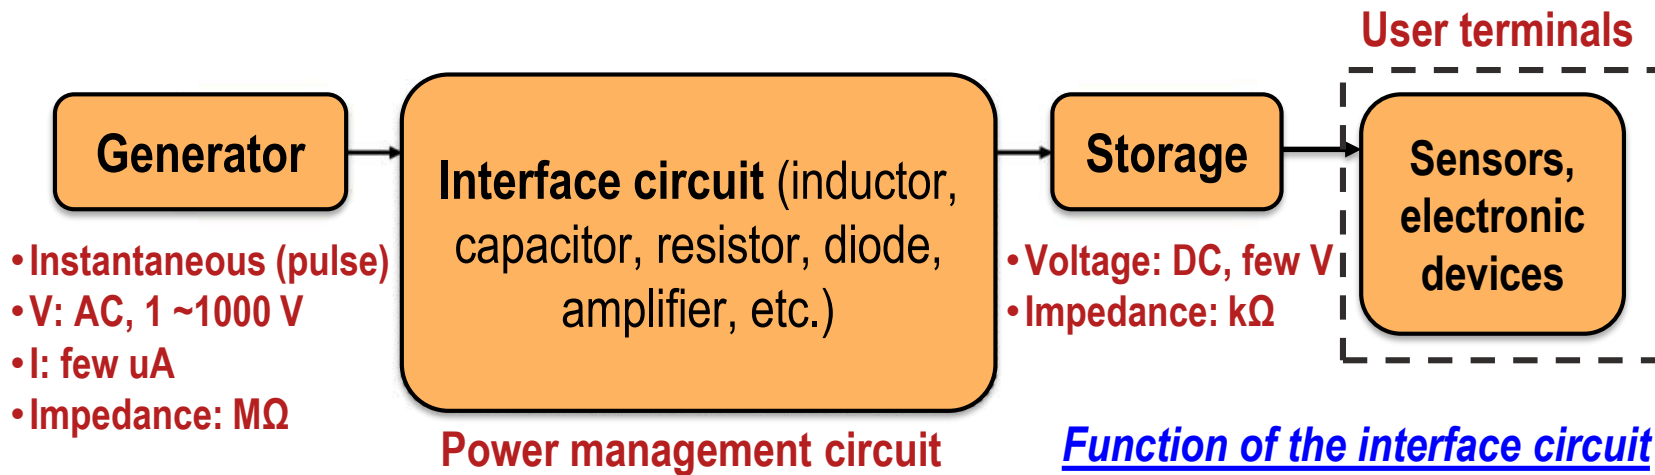 User terminals
Generator
Interface circuit (inductor,
capacitor, resistor, diode,
amplifier, etc.)
Storage
Sensors,
electronic
devices
•Instantaneous (pulse)
•V: AC, 1 ~1000 V
•I: few uA
•Impedance: MΩ
•Voltage: DC, few V
•Impedance: kΩ
Power management circuit
Function of the interface circuit